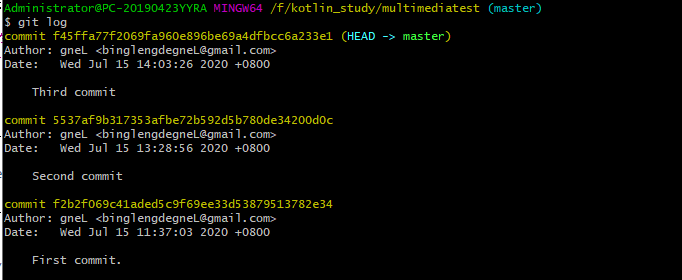 Administrator@PC-20190423YYRA MINGW64 /f/kotlin_study/multimediatest (master)
$ git log
commit f45ffa77f2069fa960e896be69a4dfbcc6a233e1 (HEAD -> master)
Author: gneL <binglengdegneL@gmail.com>
Date:   Wed Jul 15 14:03:26 2020 +0800
    Third commit
commit 5537af9b317353afbe72b592d5b780de34200d0c
Author: gneL <binglengdegneL@gmail.com>
Date:   Wed Jul 15 13:28:56 2020 +0800
    Second commit
commit f2b2f069c41aded5c9f69ee33d53879513782e34
Author: gneL <binglengdegneL@gmail.com>
Date:   Wed Jul 15 11:37:03 2020 +0800
    First commit.